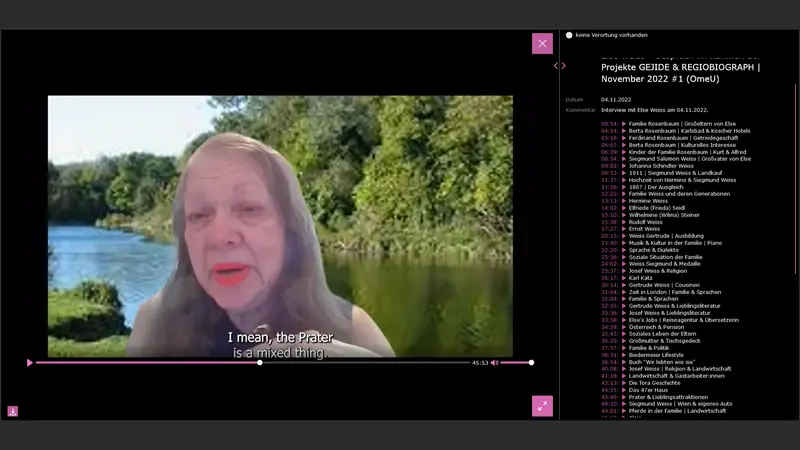 keine Verortung vorhanden
Projekte GEJIDE & REGIOBIOGRAPH |
November 2022 #1 (OmeU)
Datum 04.11.2022
Kommentar Interview mit Else Weiss am 04.11.2022.
00:54: Familie Rosenbaum | Großeltern von Else
04:14: Berta Rosenbaum | Karlsbad & Koscher Hotels
05:16: Ferdinand Rosenbaum | Getreidegeschäft
06:07: Berta Rosenbaum | Kulturelles Interesse
06:39: Kinder der Familie Rosenbaum | Kurt & Alfred
08:34: Siegmund Salomon Weiss | Großvater von Else
09:01: Johanna Schindler Weiss
09:53: 1911 | Siegmund Weiss & Landkauf
11:37: Hochzeit von Hermine & Siegmund Weiss
11:56: 1867 | Der Ausgleich
12:22: Familie Weiss und deren Generationen
13:13: Hermine Weiss
14:02: Elfriede (Frieda) Seidl
15:10: Wilhelmine (Wilma) Steiner
15:38: Rudolf Weiss
17:27: Ernst Weiss
20:15: Weiss Gertrude | Ausbildung
21:49: Musik & Kultur in der Familie | Piano
22:20: Sprache & Dialekte
23:36: Soziale Situation der Familie
24:02: Weiss Siegmund & Medaille
25:37: Josef Weiss & Religion
26:17: Karl Katz
30:14: Gertrude Weiss | Cousinen
31:04: Zeit in London | Familie & Sprachen
32:04: Familie & Sprachen
32:31: Gertrude Weiss & Lieblingsliteratur
33:36: Josef Weiss & Lieblingsliteratur
33:58: Else's Jobs | Reiseagentur & Übersetzerin
34:59: Österreich & Pension
35:43: Soziales Leben der Eltern
36:29: Großmutter & Tischgedeck
37:57: Familie & Politik
38:31: Biedermeier Lifestyle
38:54: Buch "Wir lebten wie sie"
40:08: Josef Weiss | Religion & Landwirtschaft
41:18: Landwirtschaft & Gastarbeiter:innen
43:13: Die Tora Geschichte
44:55: Das 47er Haus
45:49: Prater & Lieblingsattraktionen
48:10: Siegmund Weiss | Wien & eigenes Auto
49:01: Pferde in der Familie | Landwirtschaft
I mean, the Prater
is a mixed thing.
45:53